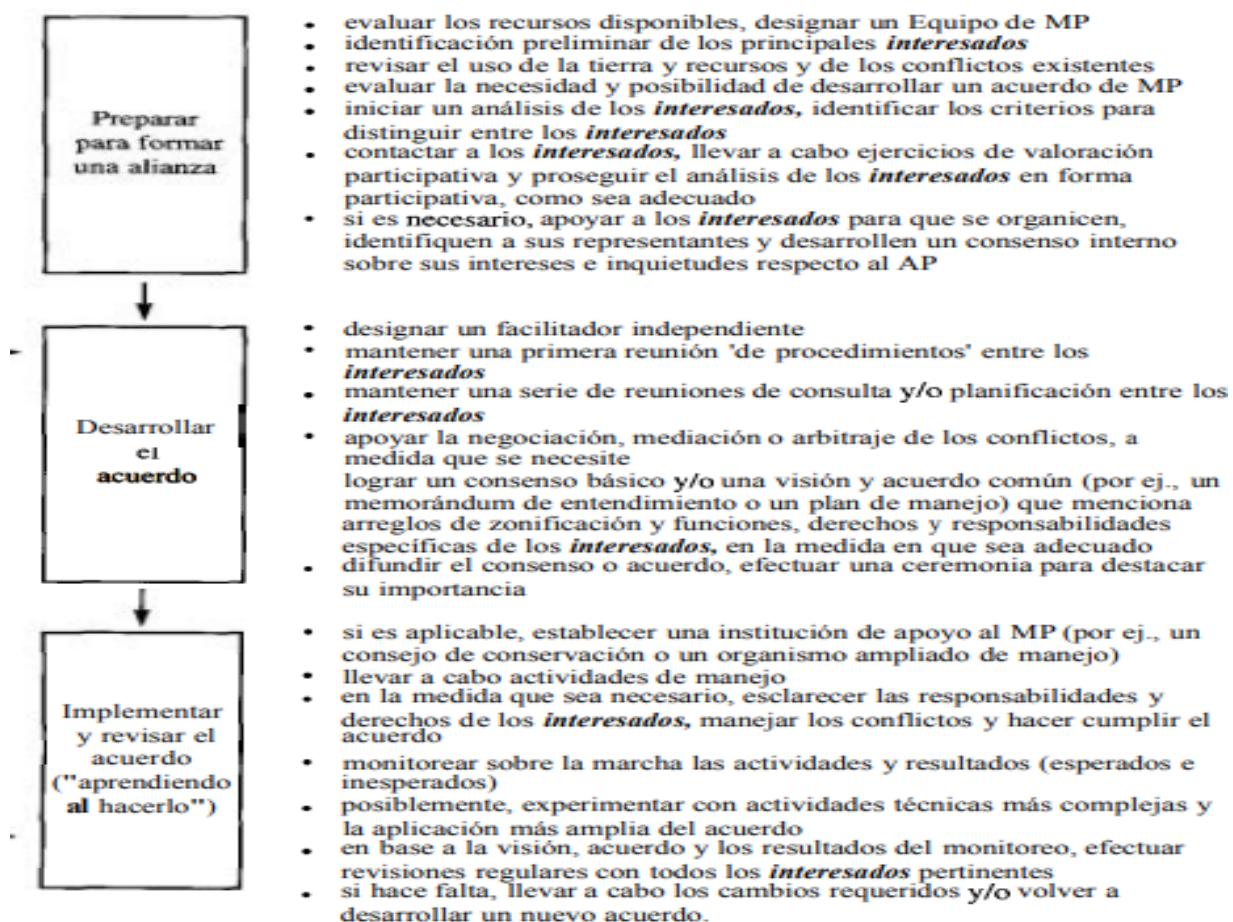 Preparar
para formar
una alianza
• evaluar los recursos disponibles, designar un Equipo de MP
• identificación preliminar de los principales interesados
• revisar el uso de la tierra y recursos y de los conflictos existentes
• evaluar la necesidad y posibilidad de desarrollar un acuerdo de MP
• iniciar un análisis de los interesados, identificar los criterios para
distinguir entre los interesados
• contactar a los interesados, llevar a cabo ejercicios de valoración
participativa y proseguir el análisis de los interesados en forma
participativa, como sea adecuado
• si es necesario, apoyar a los interesados para que se organicen,
identifiquen a sus representantes y desarrollen un consenso interno
sobre sus intereses e inquietudes respecto al AP
Desarrollar
el
acuerdo
• designar un facilitador independiente
• mantener una primera reunión 'de procedimientos' entre los
interesados
• mantener una serie de reuniones de consulta y/o planificación entre los
interesados
• apoyar la negociación, mediación o arbitraje de los conflictos, a
medida que se necesite
lograr un consenso básico y/o una visión y acuerdo común (por ej., un
memorándum de entendimiento o un plan de manejo) que menciona
arreglos de zonificación y funciones, derechos y responsabilidades
específicas de los interesados, en la medida en que sea adecuado
• difundir el consenso o acuerdo, efectuar una ceremonia para destacar
su importancia
Implementar
y revisar el
acuerdo
("aprendiendo
al hacerlo")
• si es aplicable, establecer una institución de apoyo al MP (por ej., un
consejo de conservación o un organismo ampliado de manejo)
• llevar a cabo actividades de manejo
• en la medida que sea necesario, esclarecer las responsabilidades y
derechos de los interesados, manejar los conflictos y hacer cumplir el
acuerdo
• monitorear sobre la marcha las actividades y resultados (esperados e
inesperados)
• posiblemente, experimentar con actividades técnicas más complejas y
la aplicación más amplia del acuerdo
• en base a la visión, acuerdo y los resultados del monitoreo, efectuar
revisiones regulares con todos los interesados pertinentes
• si hace falta, llevar a cabo los cambios requeridos y/o volver a
desarrollar un nuevo acuerdo.